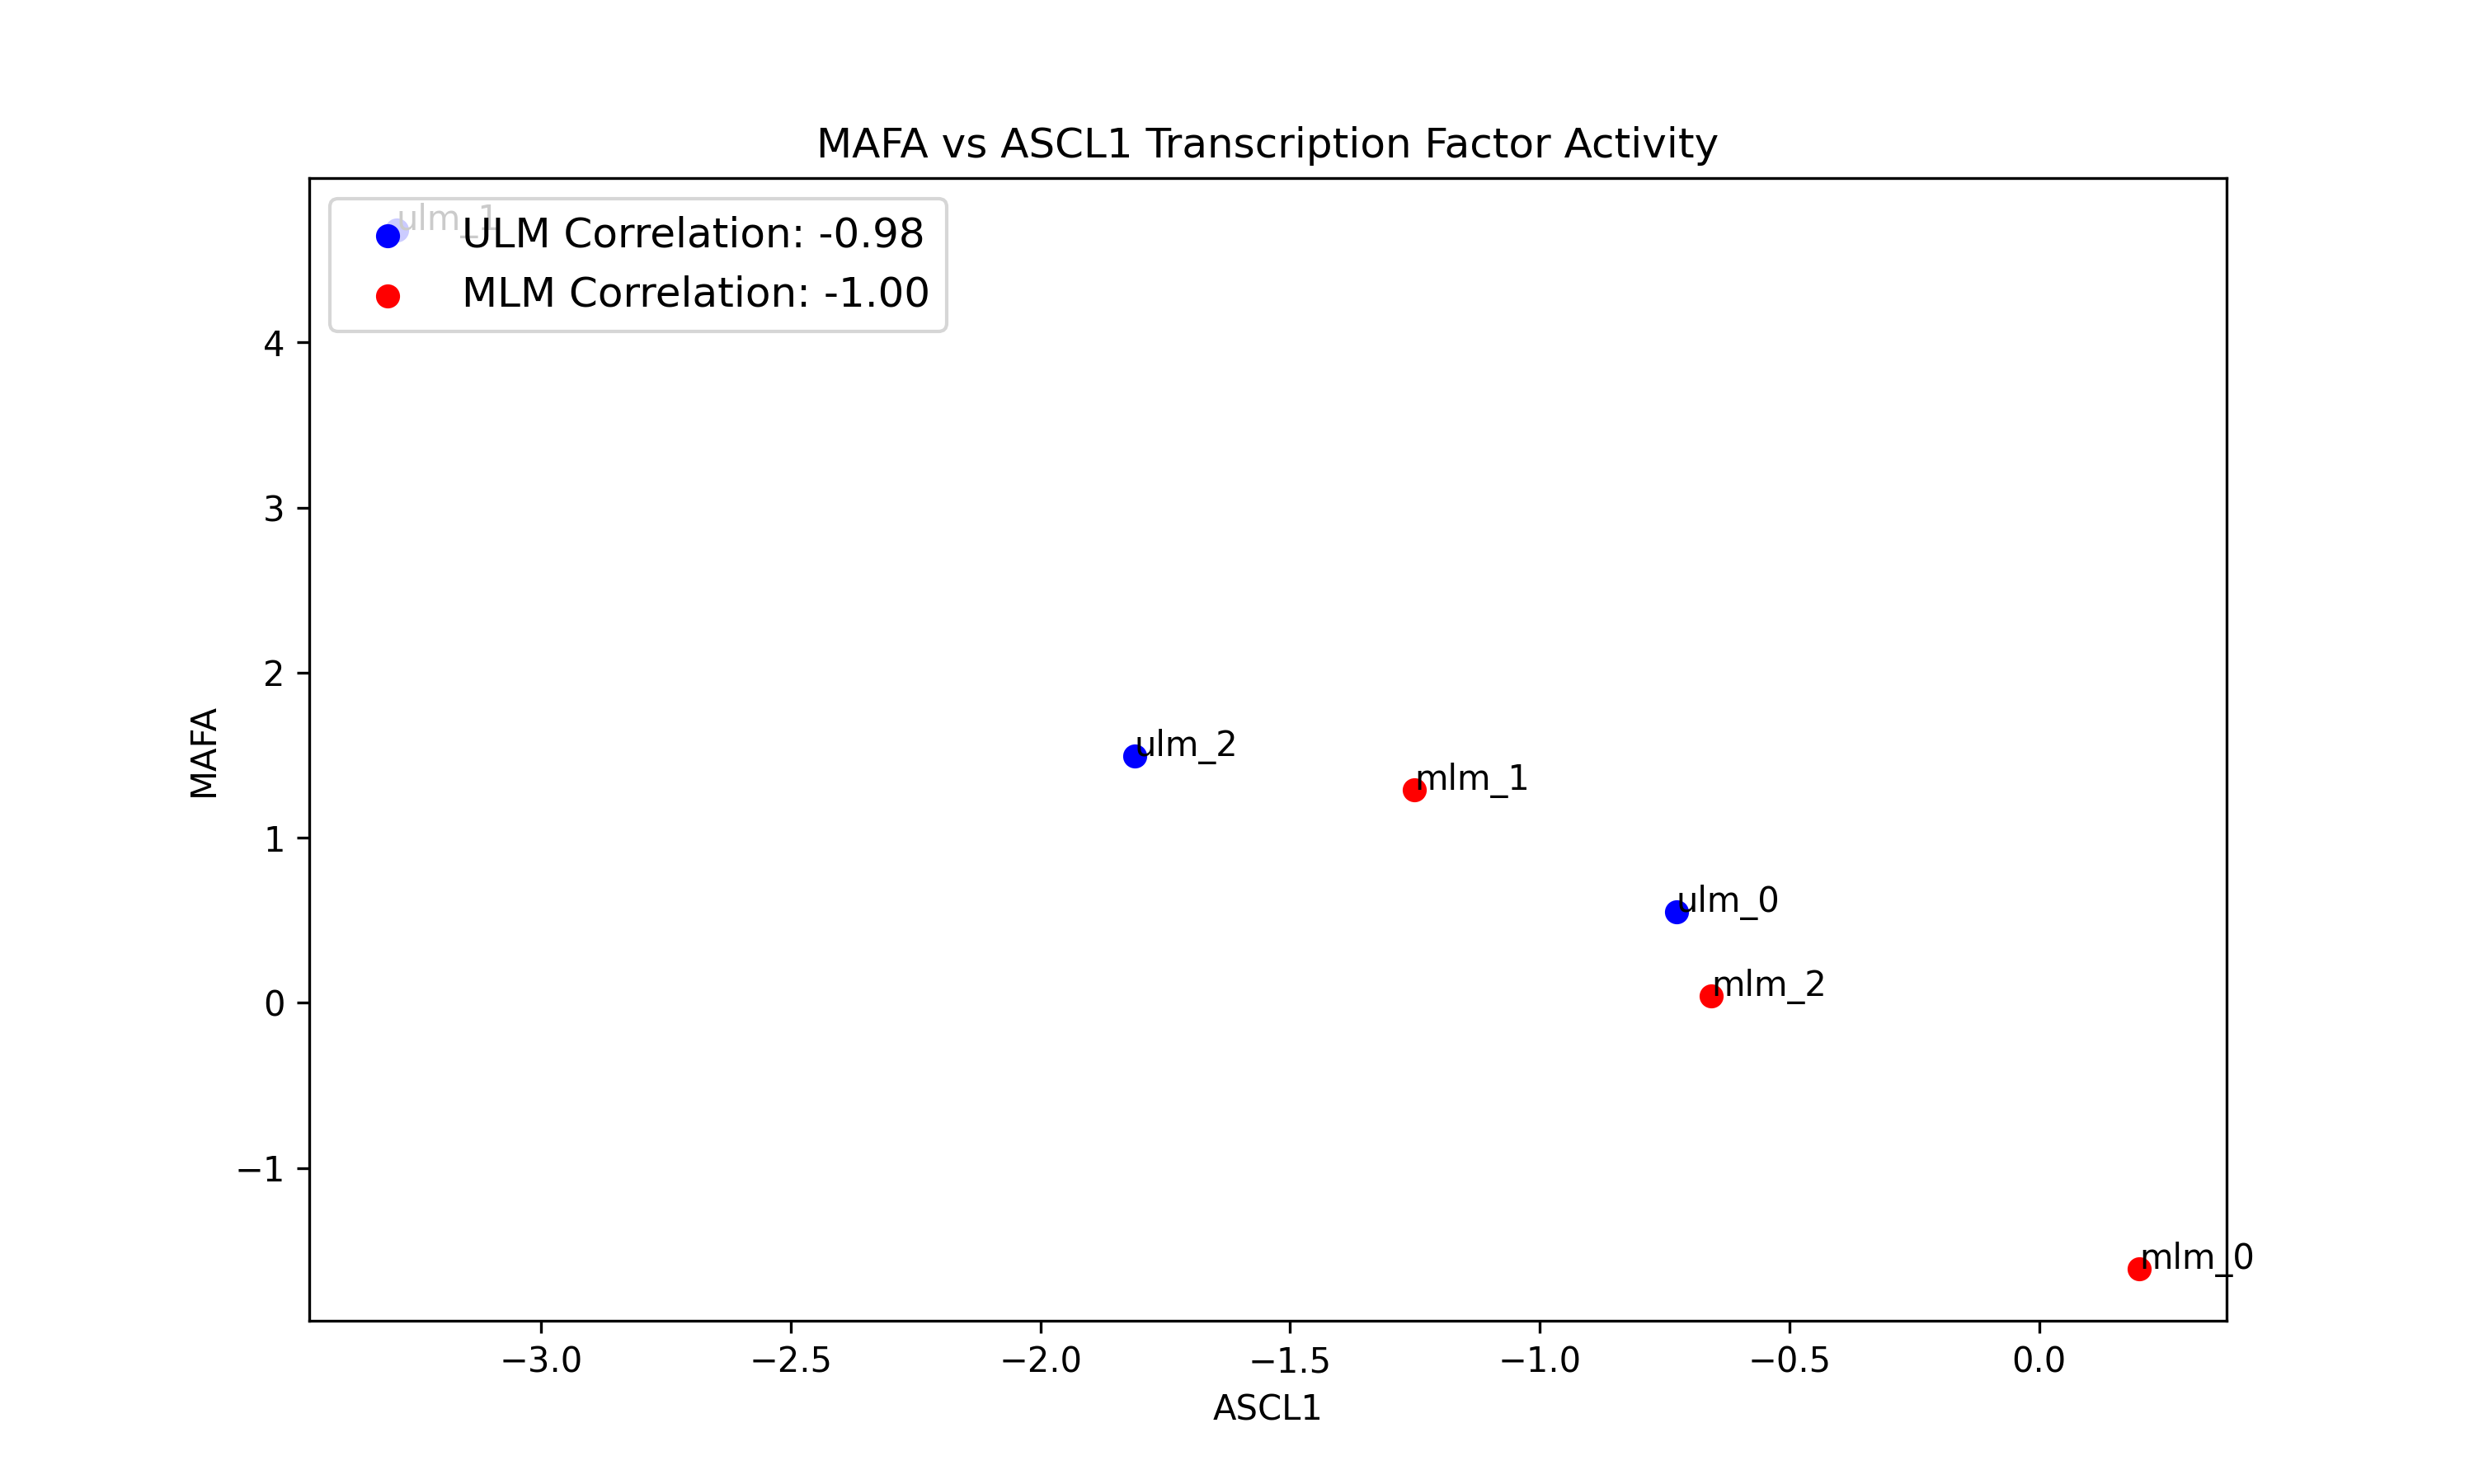 MAFA vs ASCL1 Transcription Factor Activity
ulm_1
ULM Correlation: -0.98
MLM Correlation: -1.00
4
3
2
1
0
−1
MAFA
ulm_2
mlm_1
ulm_0
mlm_2
mlm_0
−3.0 −2.5 −2.0 −1.5 −1.0 −0.5 0.0
ASCL1